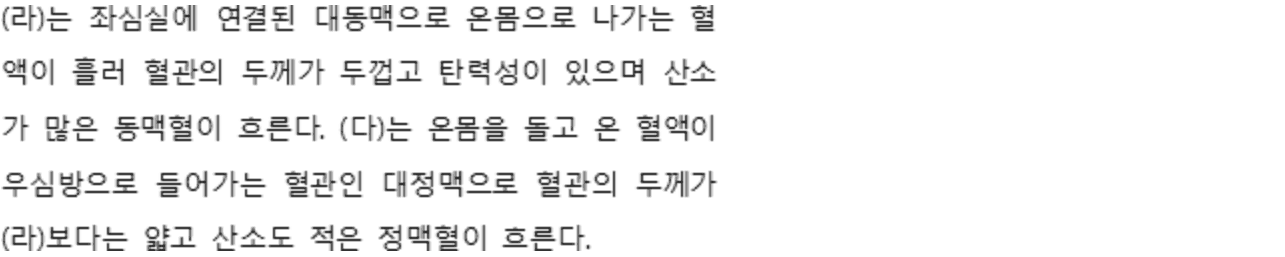 (라)는 좌심실에 연결된 대동맥으로 온몸으로 나가는 혈
액이 흘러 혈관의 두께가 두껍고 탄력성이 있으며 산소
가 많은 동맥혈이 흐른다. (다)는 온몸을 돌고 온 혈액이
우심방으로 들어가는 혈관인 대정맥으로 혈관의 두께가
(라)보다는 얇고 산소도 적은 정맥혈이 흐른다.